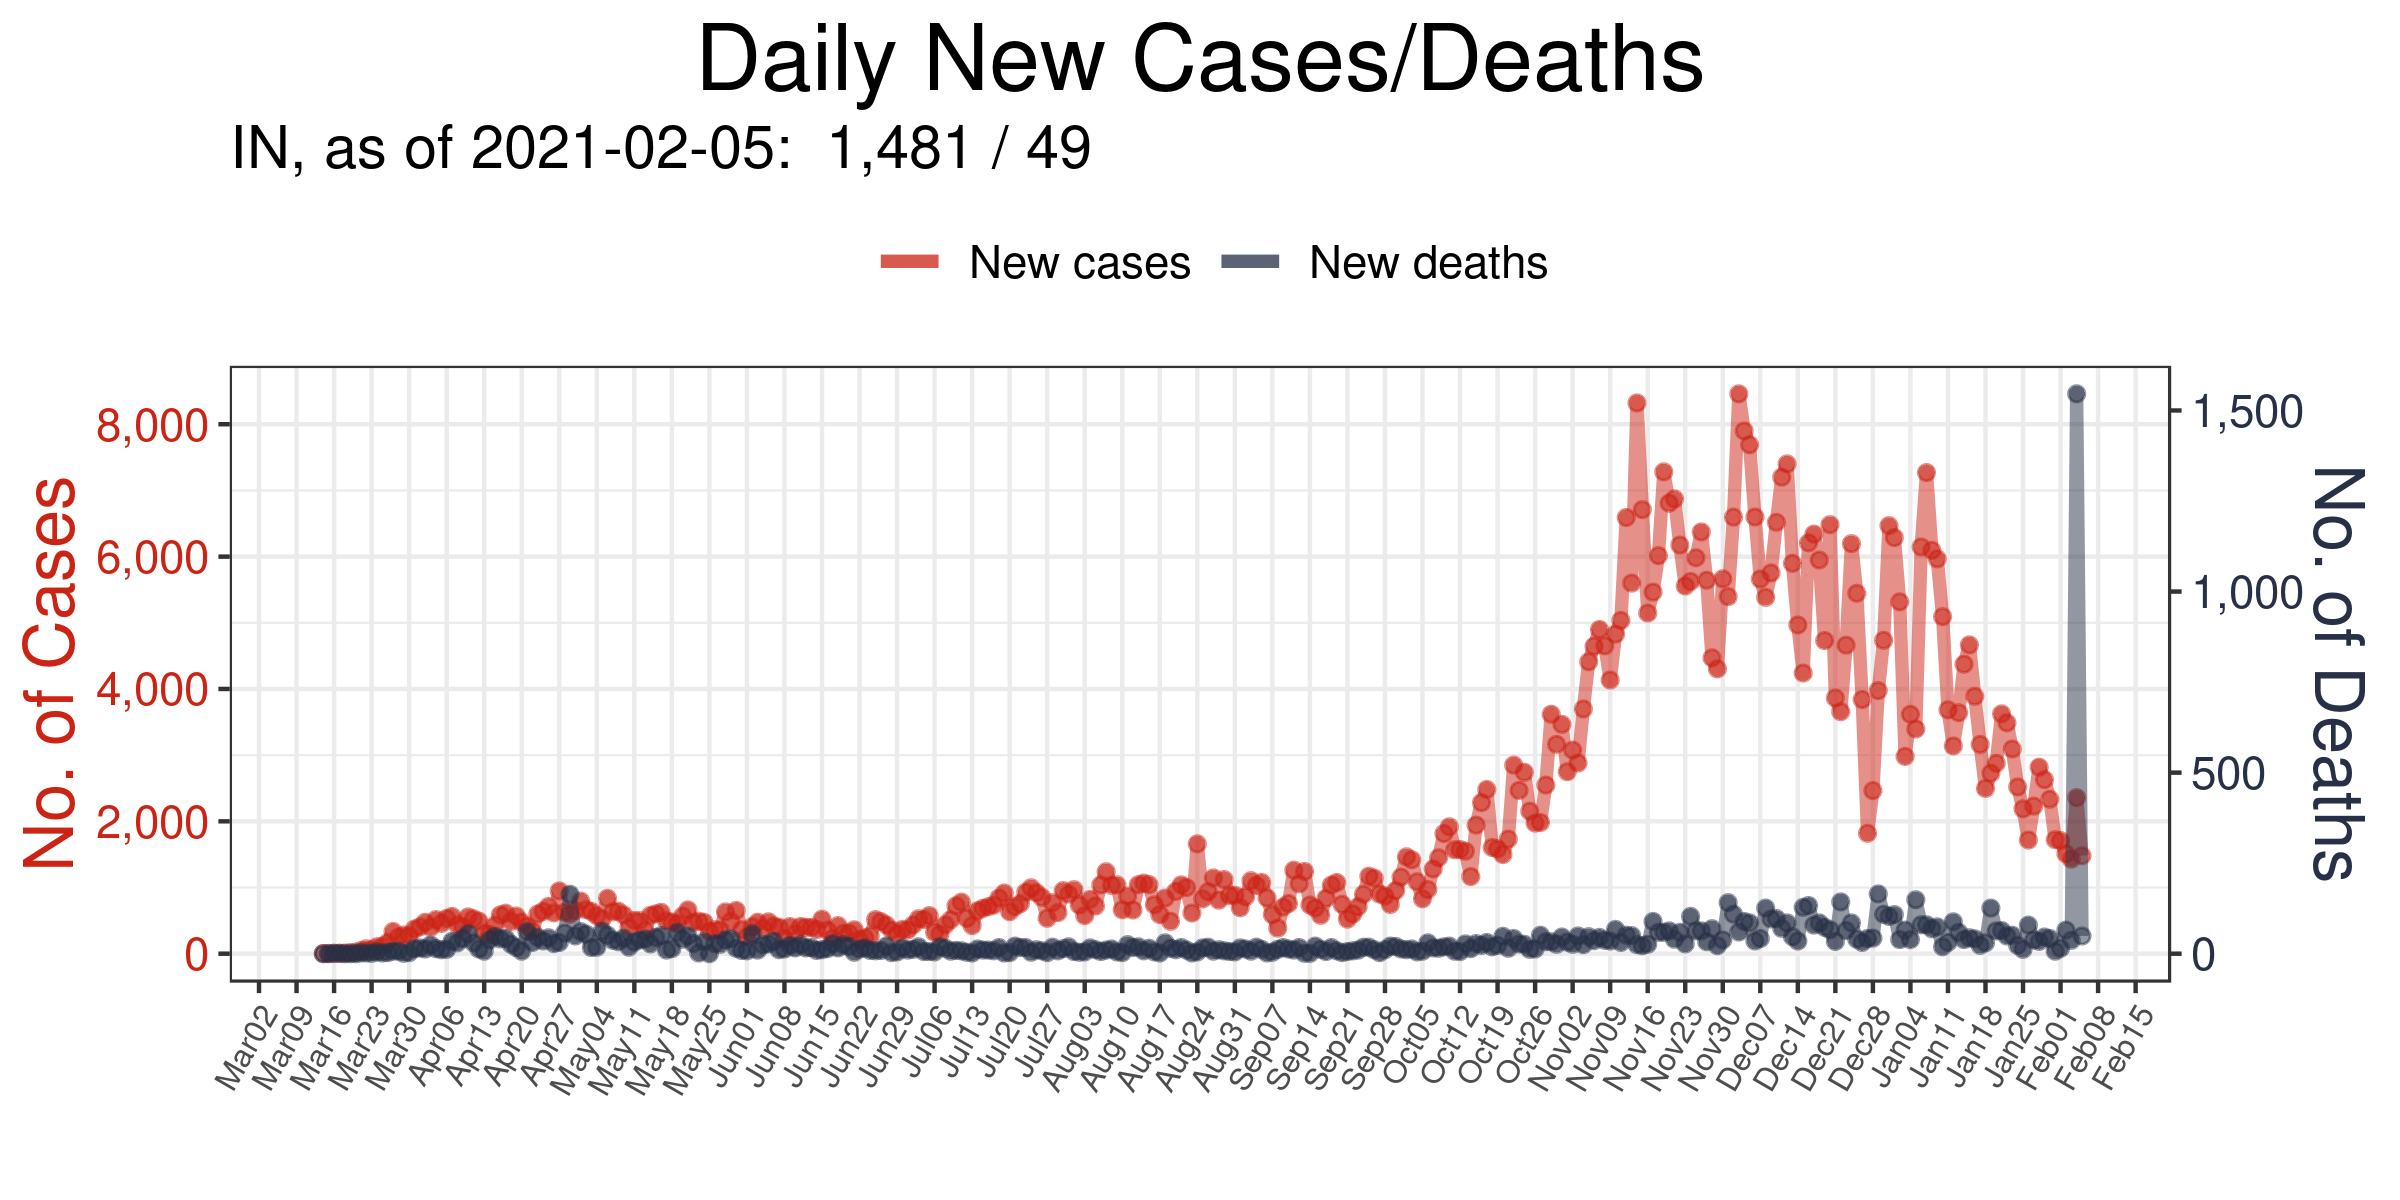 Daily New Cases/Deaths
IN, as of 2021-02-05:  1,481 / 49
New cases
New deaths
No. of Cases
8,000
6,000
4,000
2,000
0
1,500
1,000
500
0
No. of Deaths
Mar02
Mar09
Mar16
Mar23
Mar30
Apr06
Apr13
Apr20
Apr27
May04
May11
May18
May25
Jun01
Jun08
Jun15
Jun22
Jun29
Jul06
Jul13
Jul20
Jul27
Aug03
Aug10
Aug17
Aug24
Aug31
Sep07
Sep14
Sep21
Sep28
Oct05
Oct12
Oct19
Oct26
Nov02
Nov09
Nov16
Nov23
Nov30
Dec07
Dec14
Dec21
Dec28
Dec04
Jan11
Jan18
Jan25
Feb01
Feb08
Feb15